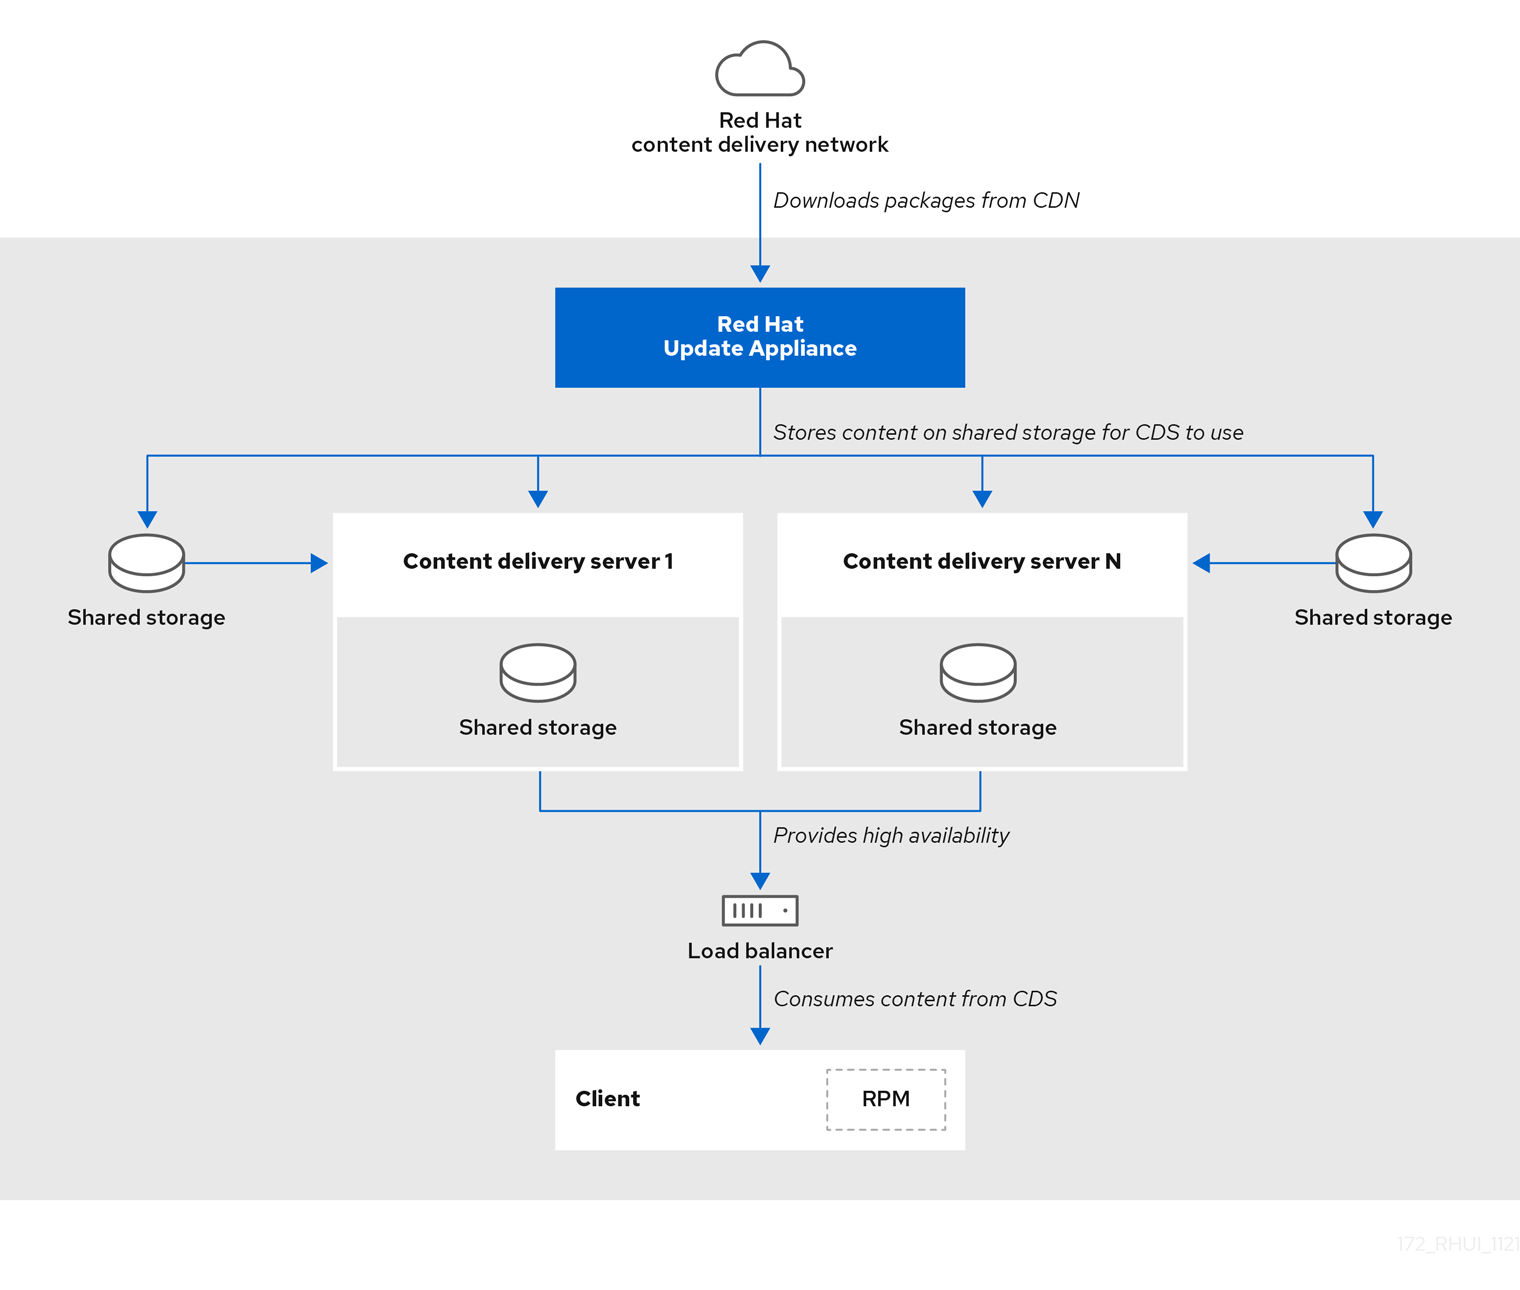 Red Hat
content delivery network
Downloads packages from CDN
Red Hat
Update Appliance
Stores content on shared storage for CDS to use
Content delivery server 1
Content delivery server N
Shared storage
Shared storage
Shared storage
Shared storage
Provides high availability
Load balancer
Consumes content from CDS
Client
RPM
172_RHUI_1121